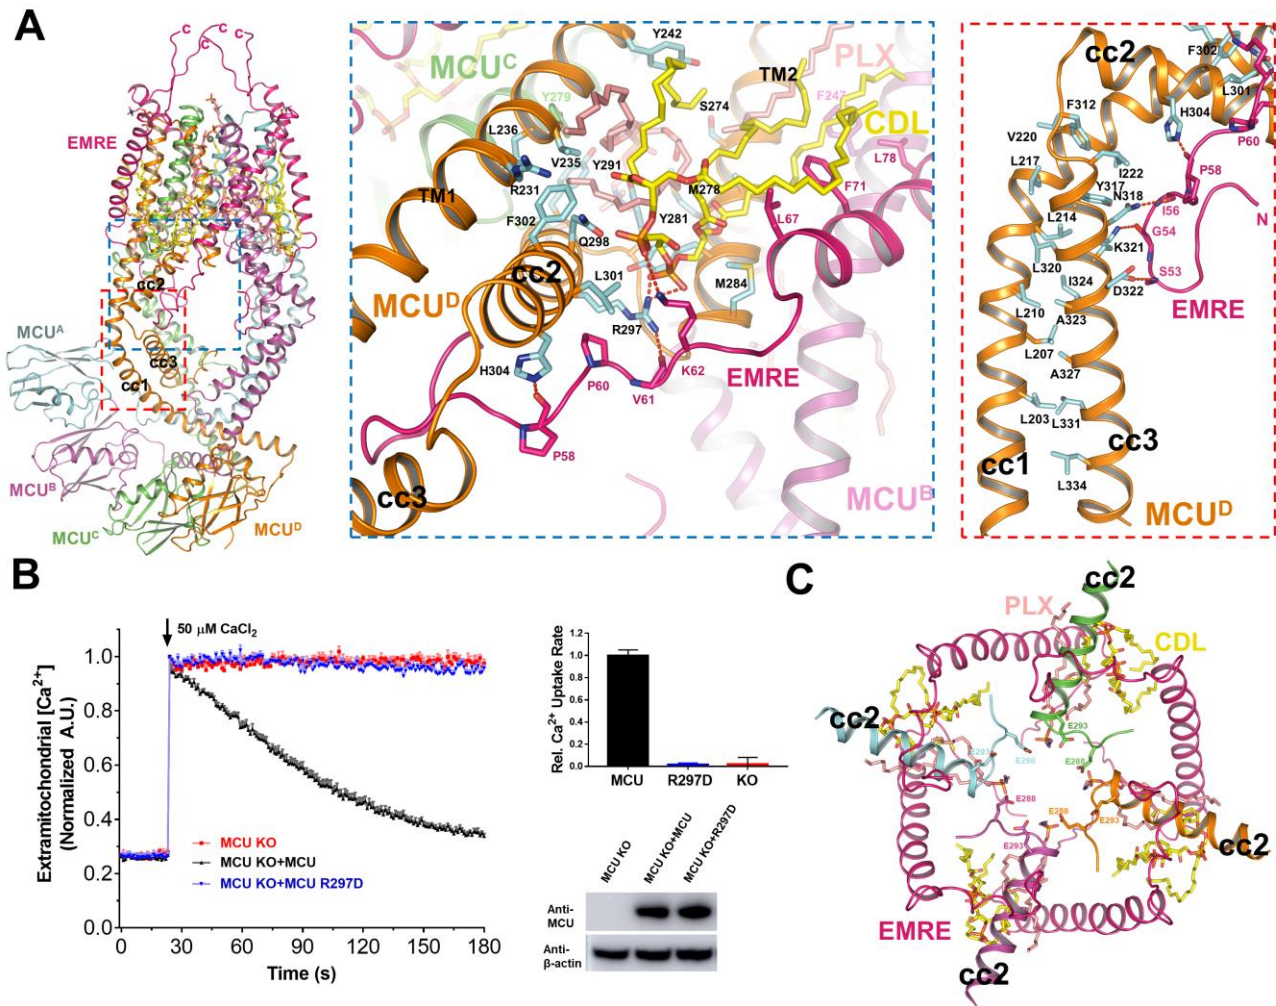 A
C
C
C
C
EMRE
cc2
MCU^A
cc3
cc1
MCU^B
MCU^C
MCU^D
Y242
PLX
MCU^C
TM2
S274
Y279
F247
CDL
L236
V235
Y291
L78
R231
M278
F71
TM1
F302
Y281
L67
Q298
cc2
L301
M284
MCU^D
R297
H304
K62
EMRE
P60
V61
P58
cc3
MCU^B
cc2
F302
L301
H304
F312
P60
V220
I222
P58
L217
Y317
N318
I56
N
L214
G54
K321
S53
L320
I324
D322
EMRE
L210
A323
L207
A327
L203
L331
cc3
cc1
L334
MCU^D
B
50 μM CaCl₂
Extramitochondrial [Ca²⁺]
(Normalized A.U.)
1.0
0.8
0.6
0.4
0.2
0.0
MCU KO
MCU KO+MCU
MCU KO+MCU R297D
0
30
60
90
120
150
180
Time (s)
Rel. Ca²⁺ Uptake Rate
1.2
1.0
0.8
0.6
0.4
0.2
0.0
MCU
R297D
KO
MCU KO
MCU KO+MCU
MCU KO+R297D
Anti-
MCU
Anti-
β-actin
C
cc2
PLX
CDL
cc2
E293
E293
E288
E288
E288
E288
E293
E293
cc2
EMRE
cc2